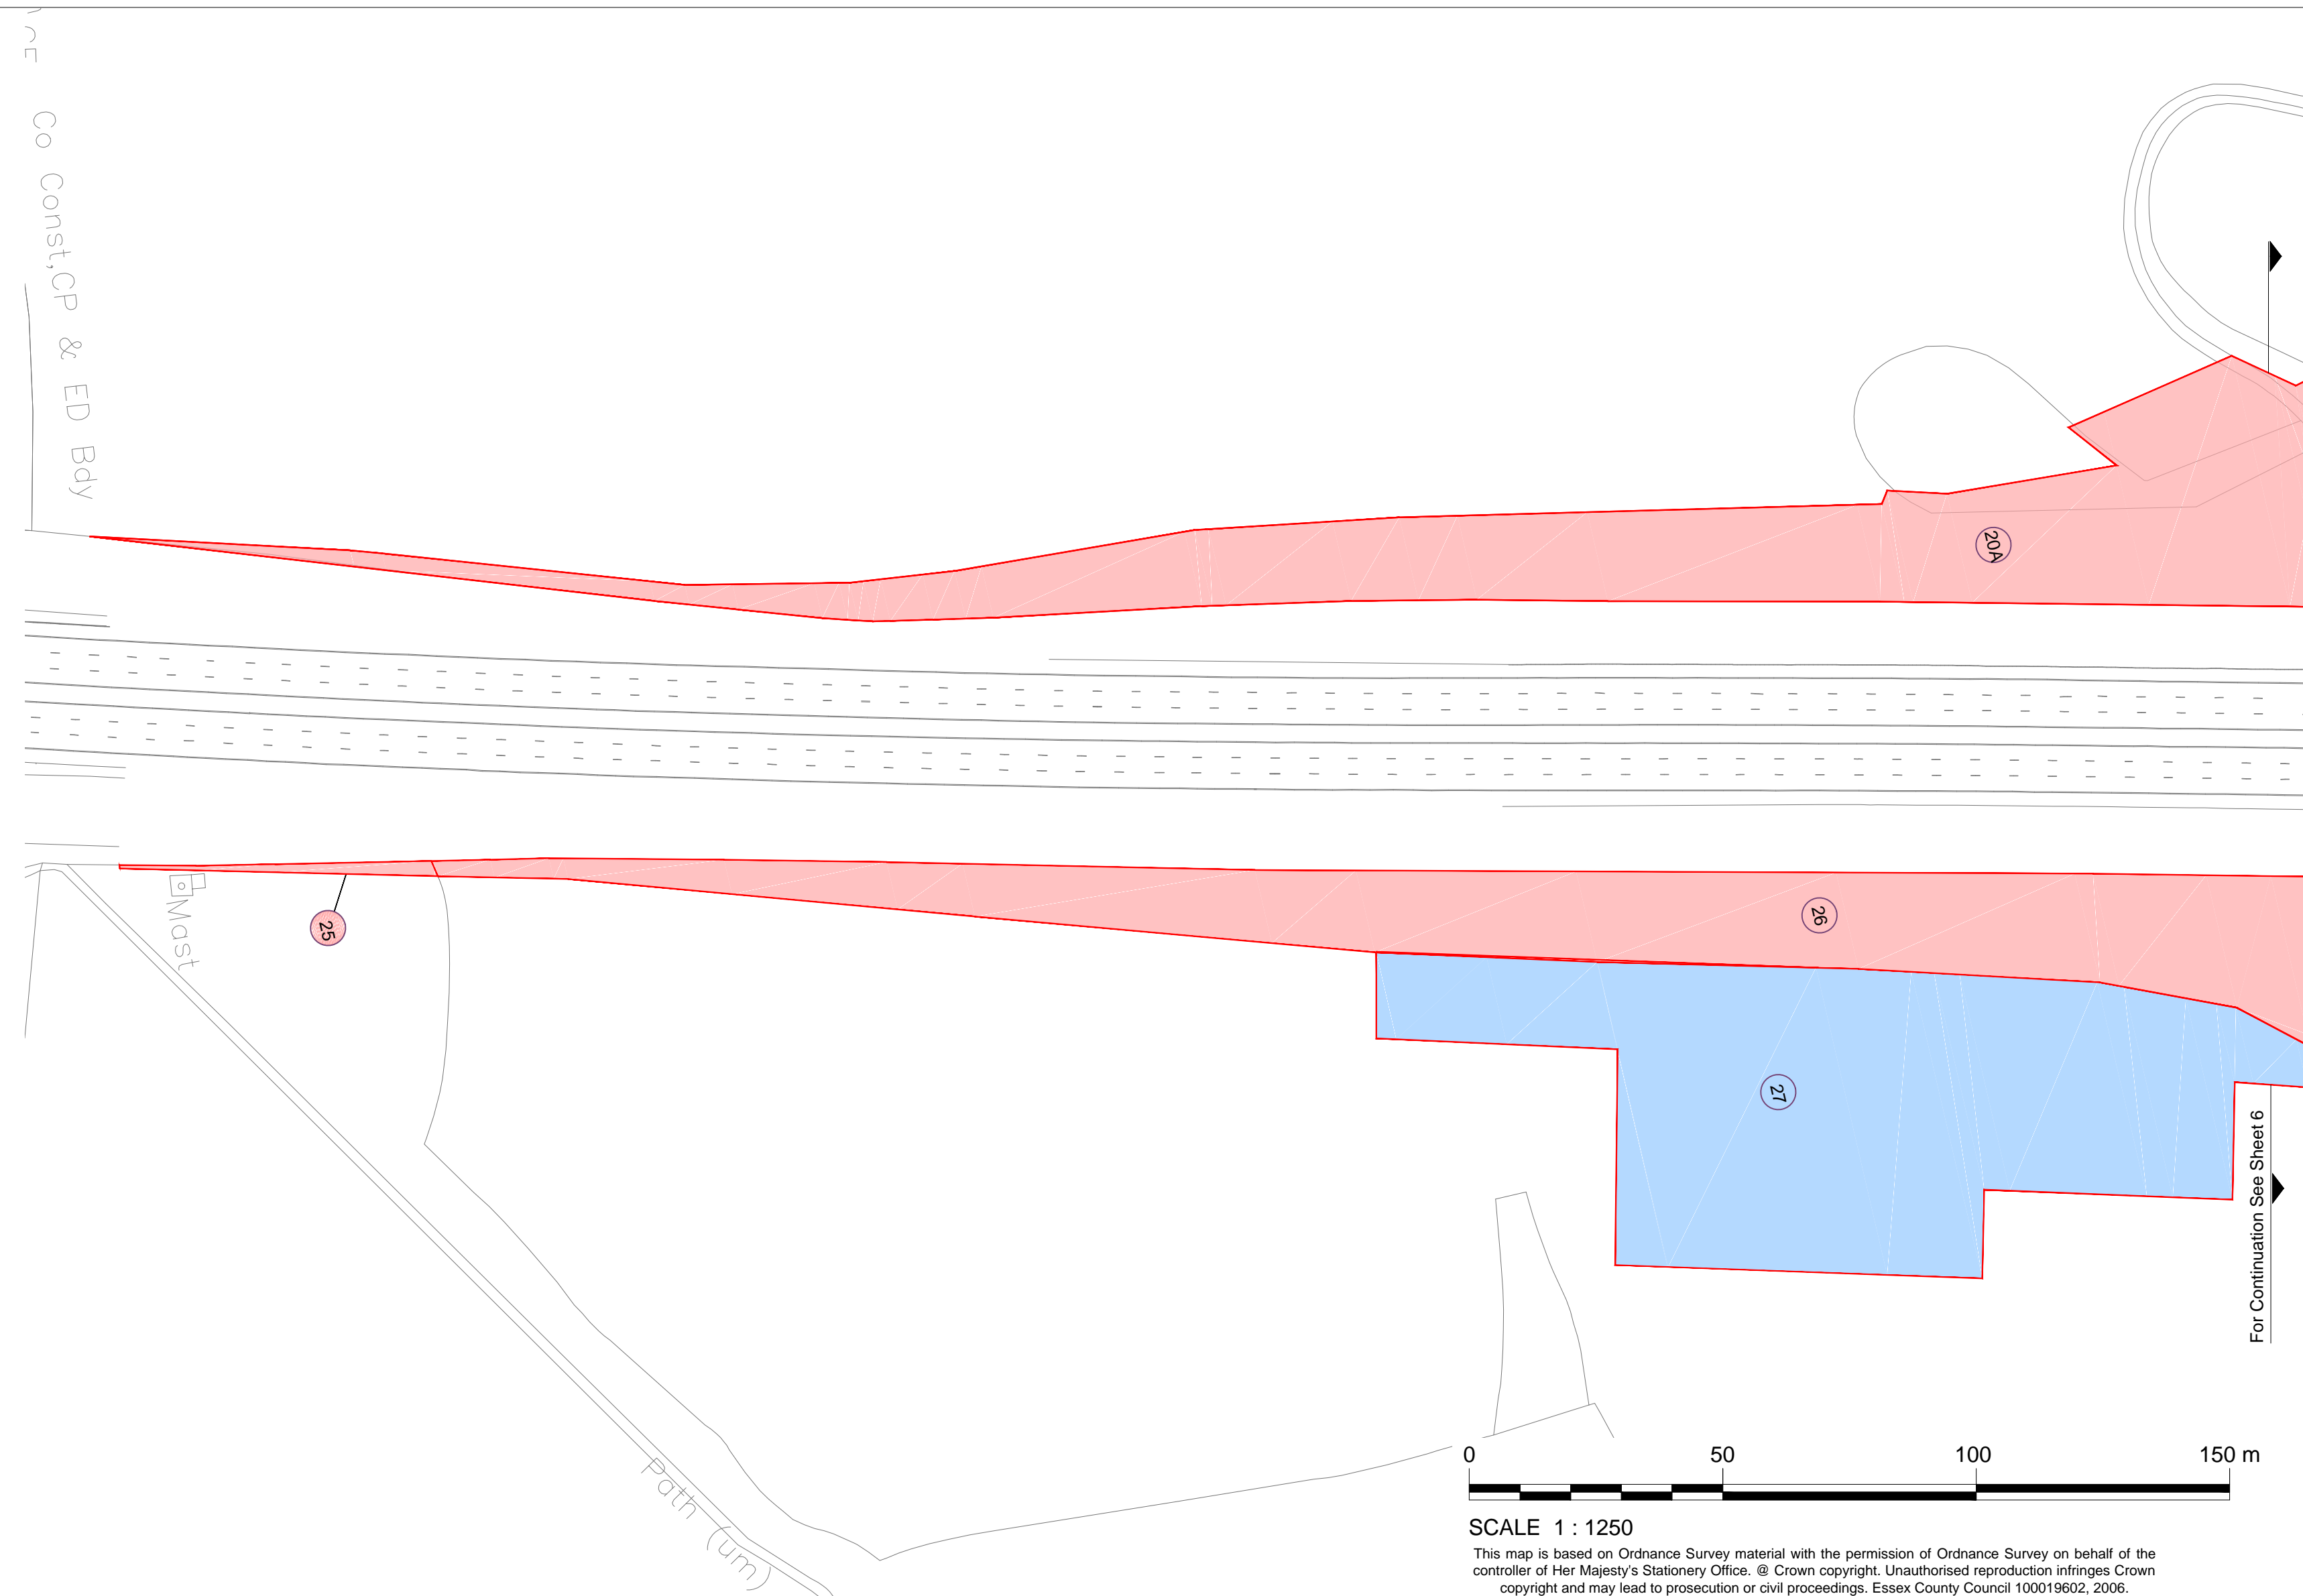 Co Const, CP & ED Bdy
20A
26
25
Mast
27
For Continuation See Sheet 6
Path (um)
0 50 100 150 m
SCALE 1 : 1250
This map is based on Ordnance Survey material with the permission of Ordnance Survey on behalf of the
controller of Her Majesty's Stationery Office. @ Crown copyright. Unauthorised reproduction infringes Crown
copyright and may lead to prosecution or civil proceedings. Essex County Council 100019602, 2006.